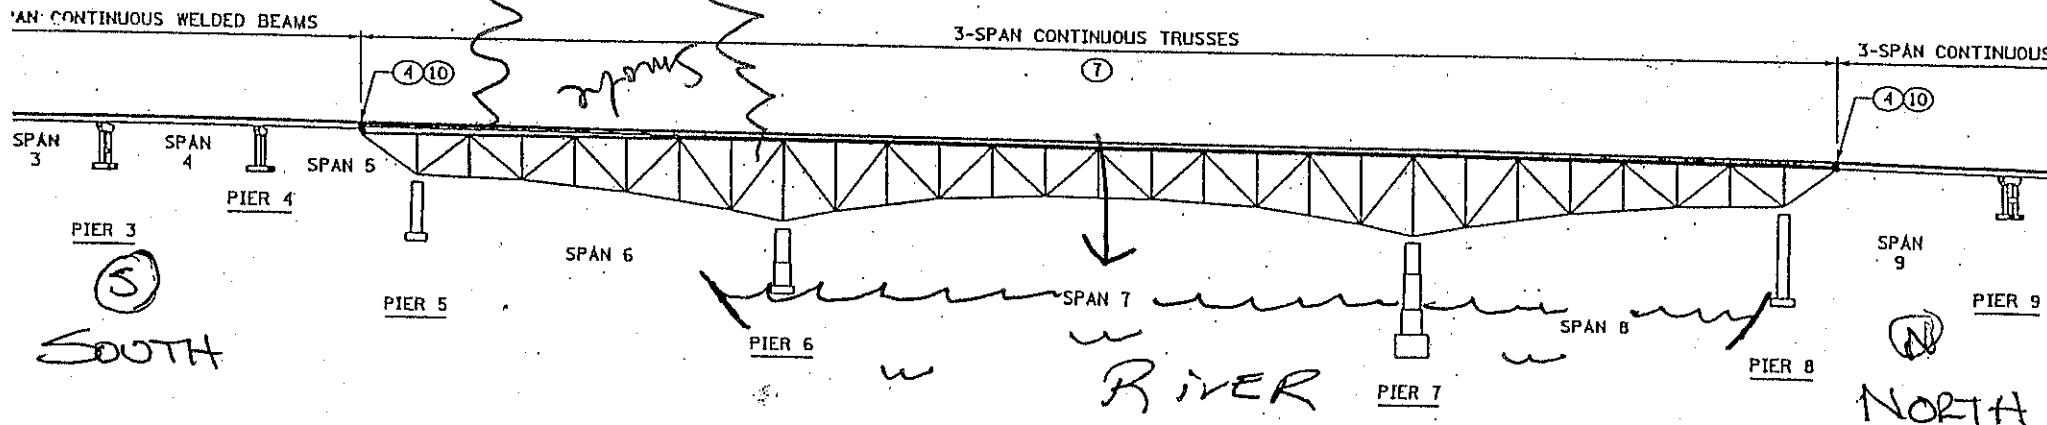 'AN CONTINUOUS WELDED BEAMS
3-SPAN CONTINUOUS TRUSSES
3-SPAN CONTINUOUS
4 10
Smoke
7
4 10
SPAN 3
SPAN 4
SPAN 5
PIER 4
PIER 3
S
SOUTH
PIER 5
SPAN 6
PIER 6
SPAN 7
RIVER
PIER 7
SPAN 8
PIER 8
SPAN 9
PIER 9
N
NORTH